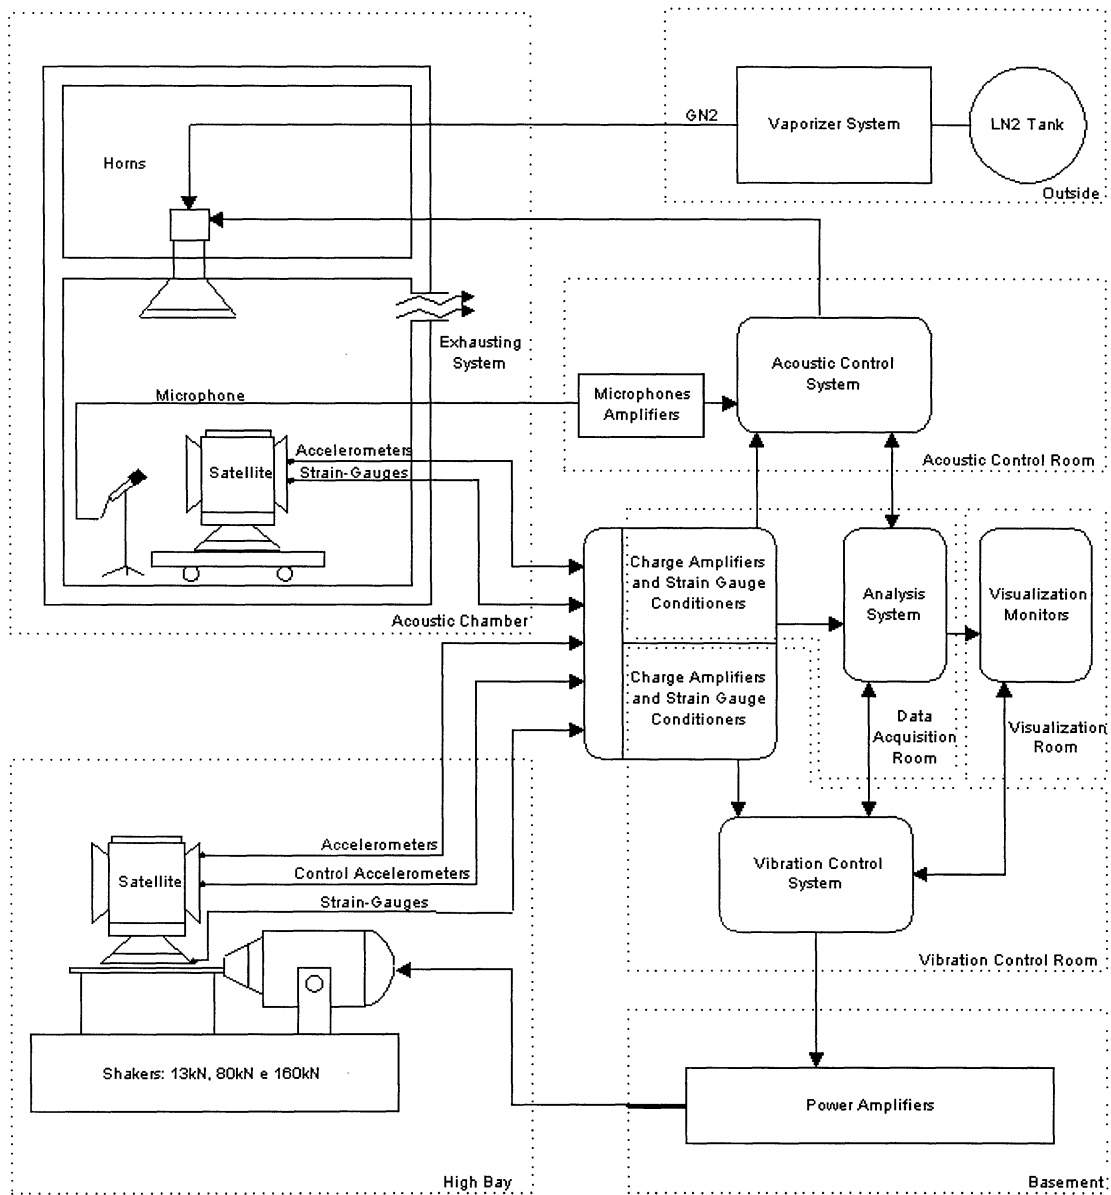 GN2
Vaporizer System
LN2 Tank
Outside
Horns
Exhausting
System
Acoustic Control
System
Microphones
Amplifiers
Microphone
Accelerometers
Strain-Gauges
Satellite
Acoustic Control Room
Acoustic Chamber
Charge Amplifiers
and Strain Gauge
Conditioners
Analysis
System
Visualization
Monitors
Charge Amplifiers
and Strain Gauge
Conditioners
Data
Acquisition
Room
Visualization
Room
Accelerometers
Control Accelerometers
Strain-Gauges
Satellite
Vibration Control
System
Vibration Control Room
Shakers: 13kN, 80kN e 160kN
High Bay
Power Amplifiers
Basement